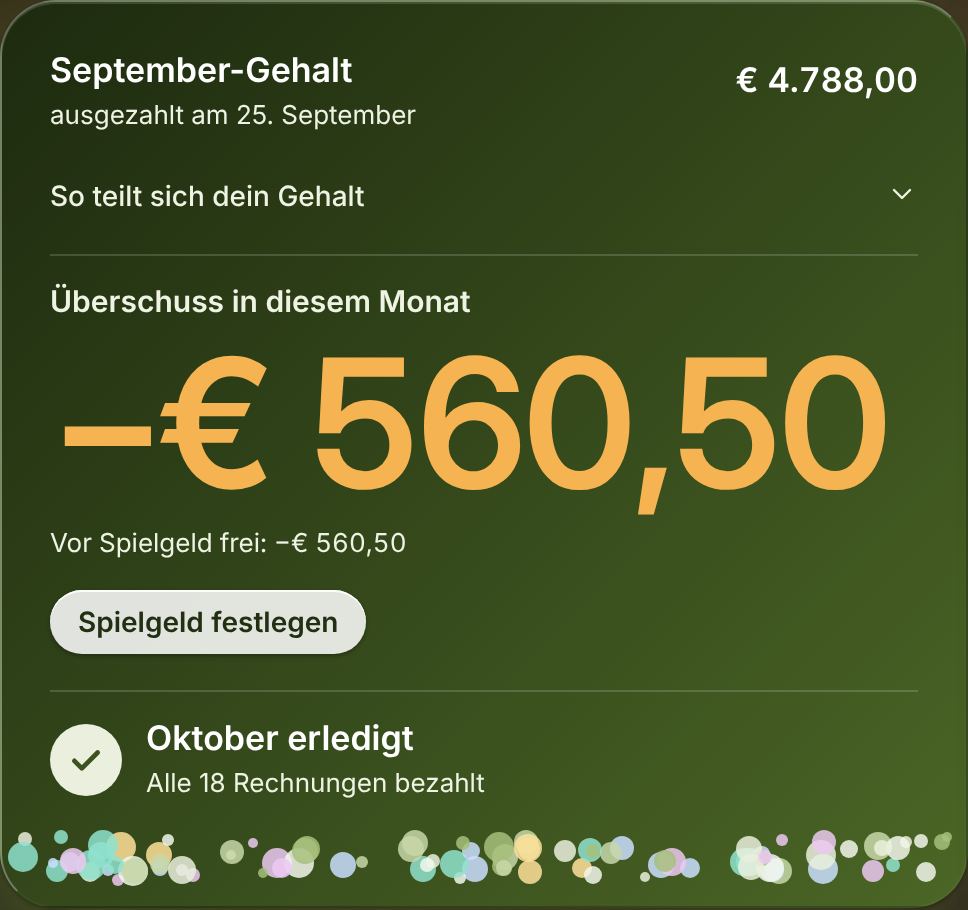 September-Gehalt
€ 4.788,00
ausgezahlt am 25. September
So teilt sich dein Gehalt
Überschuss in diesem Monat
−€ 560,50
Vor Spielgeld frei: −€ 560,50
Spielgeld festlegen
Oktober erledigt
Alle 18 Rechnungen bezahlt